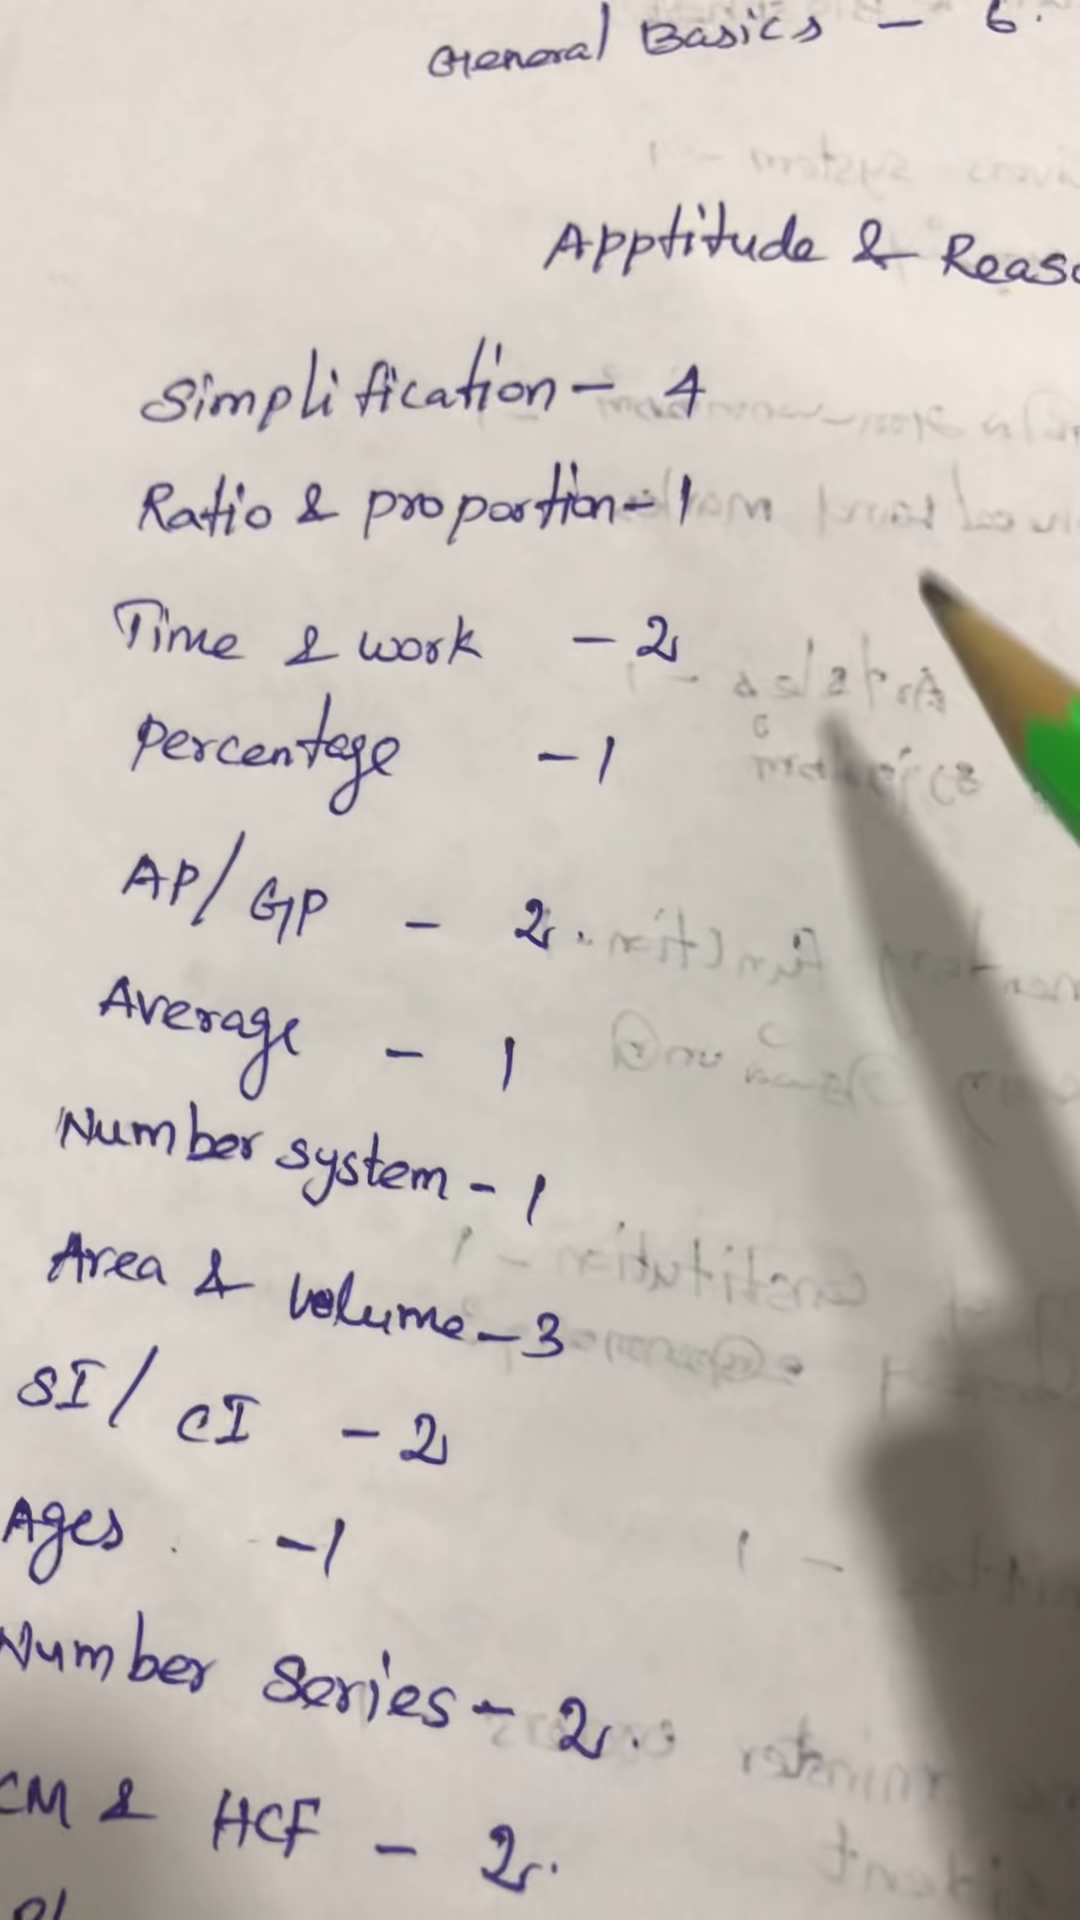 General Basics - 6.
Apptitude &
Simplification - 4
Ratio & proportion - 1
Time & work - 2
Percentage - 1
AP/GP - 2.
Average - 1
Number system - 1
Area & volume - 3
SI/CI - 2
Ages - 1
Number series - 2.
CM & HCF - 2.